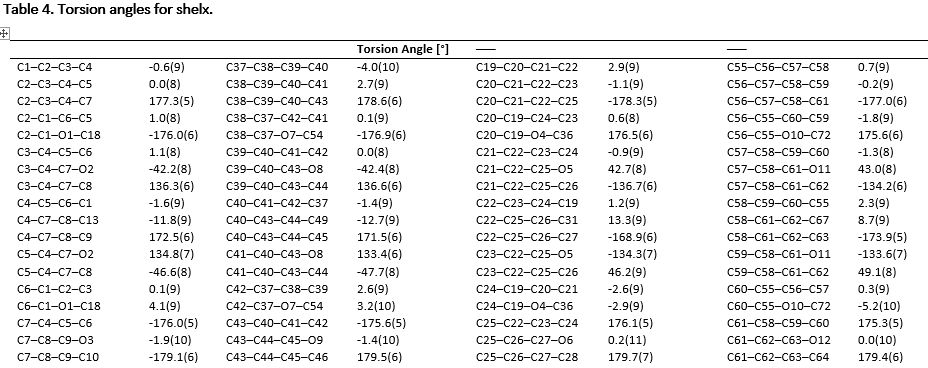 Table 4. Torsion angles for shelx.
Torsion Angle [°] — —
C1–C2–C3–C4 -0.6(9) C37–C38–C39–C40 -4.0(10) C19–C20–C21–C22 2.9(9) C55–C56–C57–C58 0.7(9)
C2–C3–C4–C5 0.0(8) C38–C39–C40–C41 2.7(9) C20–C21–C22–C23 -1.1(9) C56–C57–C58–C59 -0.2(9)
C2–C3–C4–C7 177.3(5) C38–C39–C40–C43 178.6(6) C20–C21–C22–C25 -178.3(5) C56–C57–C58–C61 -177.0(6)
C2–C1–C6–C5 1.0(8) C38–C37–C42–C41 0.1(9) C20–C19–C24–C23 0.6(8) C56–C55–C60–C59 -1.8(9)
C2–C1–O1–C18 -176.0(6) C38–C37–O7–C54 -176.9(6) C20–C19–O4–C36 176.5(6) C56–C55–O10–C72 175.6(6)
C3–C4–C5–C6 1.1(8) C39–C40–C41–C42 0.0(8) C21–C22–C23–C24 -0.9(9) C57–C58–C59–C60 -1.3(8)
C3–C4–C7–O2 -42.2(8) C39–C40–C43–O8 -42.4(8) C21–C22–C25–O5 42.7(8) C57–C58–C61–O11 43.0(8)
C3–C4–C7–C8 136.3(6) C39–C40–C43–C44 136.6(6) C21–C22–C25–C26 -136.7(6) C57–C58–C61–C62 -134.2(6)
C4–C5–C6–C1 -1.6(9) C40–C41–C42–C37 -1.4(9) C22–C23–C24–C19 1.2(9) C58–C59–C60–C55 2.3(9)
C4–C7–C8–C13 -11.8(9) C40–C43–C44–C49 -12.7(9) C22–C25–C26–C31 13.3(9) C58–C61–C62–C67 8.7(9)
C4–C7–C8–C9 172.5(6) C40–C43–C44–C45 171.5(6) C22–C25–C26–C27 -168.9(6) C58–C61–C62–C63 -173.9(5)
C5–C4–C7–O2 134.8(7) C41–C40–C43–O8 133.4(6) C23–C22–C25–O5 -134.3(7) C59–C58–C61–O11 -133.6(7)
C5–C4–C7–C8 -46.6(8) C41–C40–C43–C44 -47.7(8) C23–C22–C25–C26 46.2(9) C59–C58–C61–C62 49.1(8)
C6–C1–C2–C3 0.1(9) C42–C37–C38–C39 2.6(9) C24–C19–C20–C21 -2.6(9) C60–C55–C56–C57 0.3(9)
C6–C1–O1–C18 4.1(9) C42–C37–O7–C54 3.2(10) C24–C19–O4–C36 -2.9(9) C60–C55–O10–C72 -5.2(10)
C7–C4–C5–C6 -176.0(5) C43–C40–C41–C42 -175.6(5) C25–C22–C23–C24 176.1(5) C61–C58–C59–C60 175.3(5)
C7–C8–C9–O3 -1.9(10) C43–C44–C45–O9 -1.4(10) C25–C26–C27–O6 0.2(11) C61–C62–C63–O12 0.0(10)
C7–C8–C9–C10 -179.1(6) C43–C44–C45–C46 179.5(6) C25–C26–C27–C28 179.7(7) C61–C62–C63–C64 179.4(6)